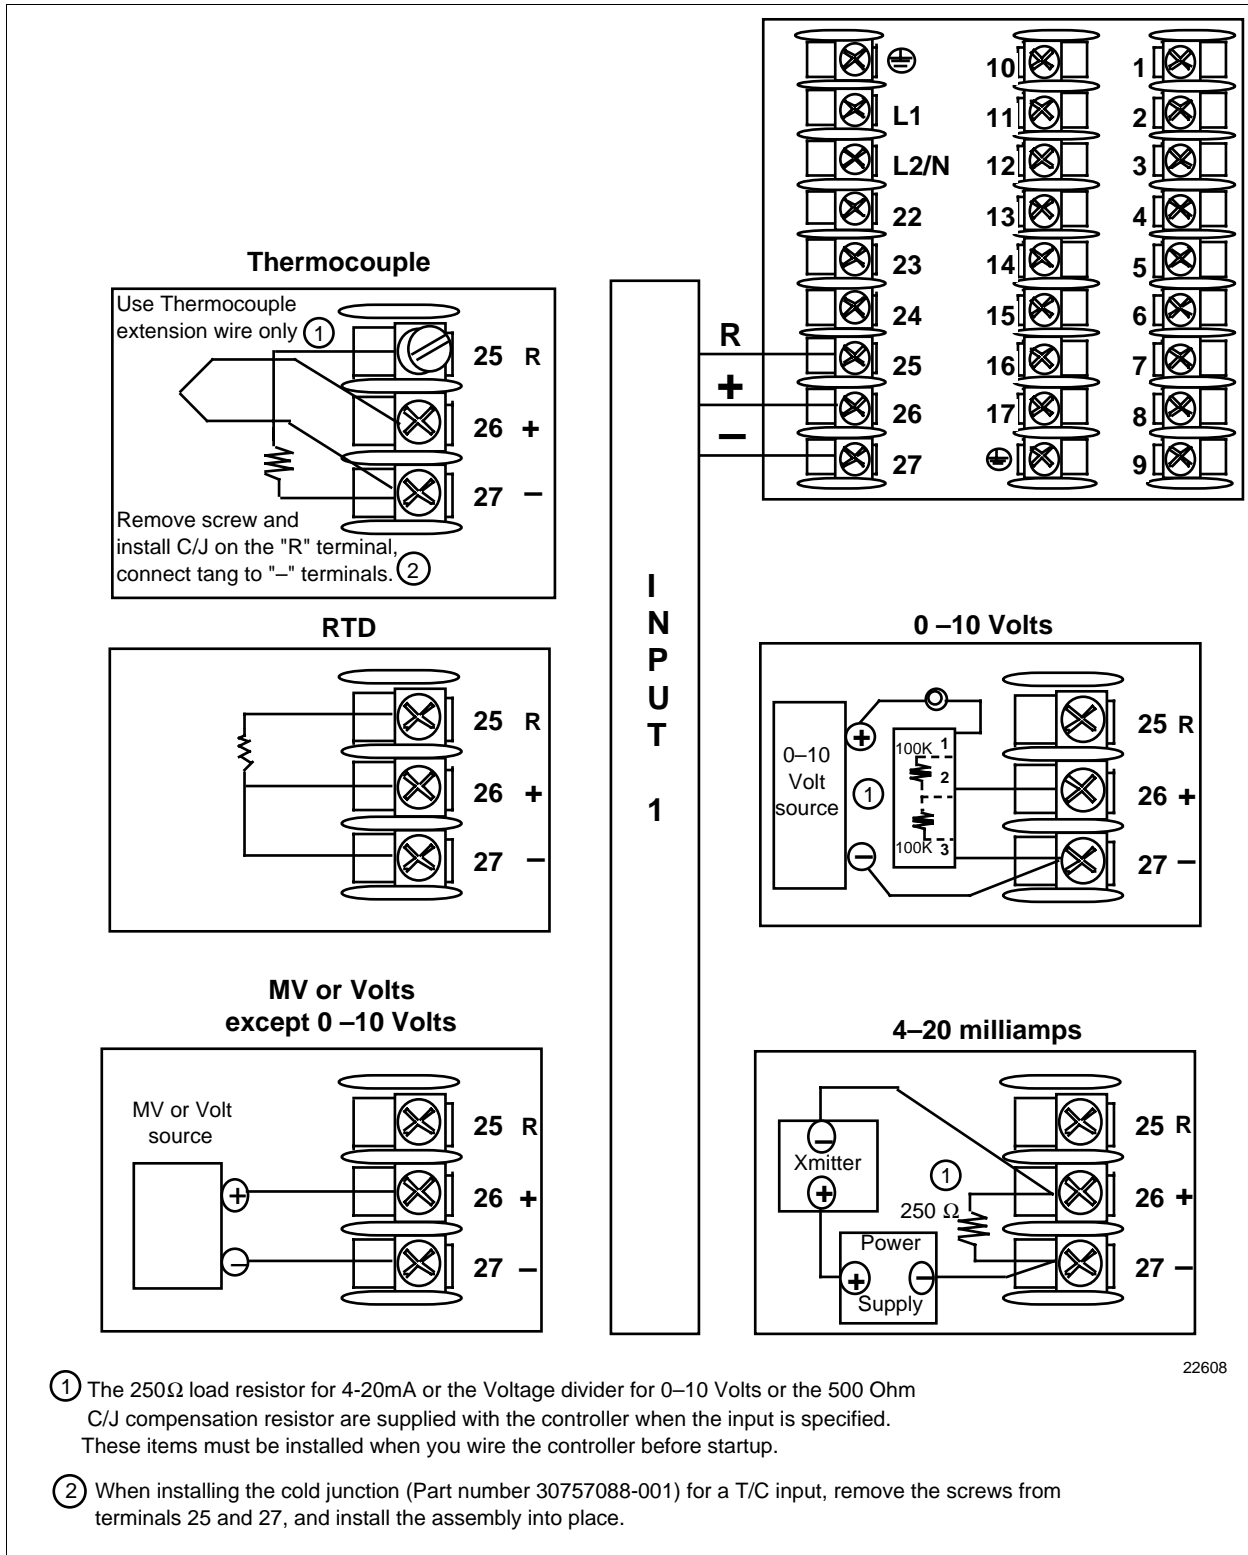 10 1
L1 11 2
L2/N 12 3
22 13 4
23 14 5
24 15 6
25 16 7
26 17 8
27 9
R
+
–
INPUT 1
Thermocouple
Use Thermocouple
extension wire only 1
25 R
26 +
27 –
Remove screw and
install C/J on the "R" terminal,
connect tang to "–" terminals. 2
RTD
25 R
26 +
27 –
0 –10 Volts
0–10
Volt
source
+
–
1
100K 1
2
100K 3
25 R
26 +
27 –
MV or Volts
except 0 –10 Volts
MV or Volt
source
+
–
25 R
26 +
27 –
4–20 milliamps
–
Xmitter
+
1
250 Ω
Power
+ –
Supply
25 R
26 +
27 –
22608
1 The 250Ω load resistor for 4-20mA or the Voltage divider for 0–10 Volts or the 500 Ohm
C/J compensation resistor are supplied with the controller when the input is specified.
These items must be installed when you wire the controller before startup.
2 When installing the cold junction (Part number 30757088-001) for a T/C input, remove the screws from
terminals 25 and 27, and install the assembly into place.